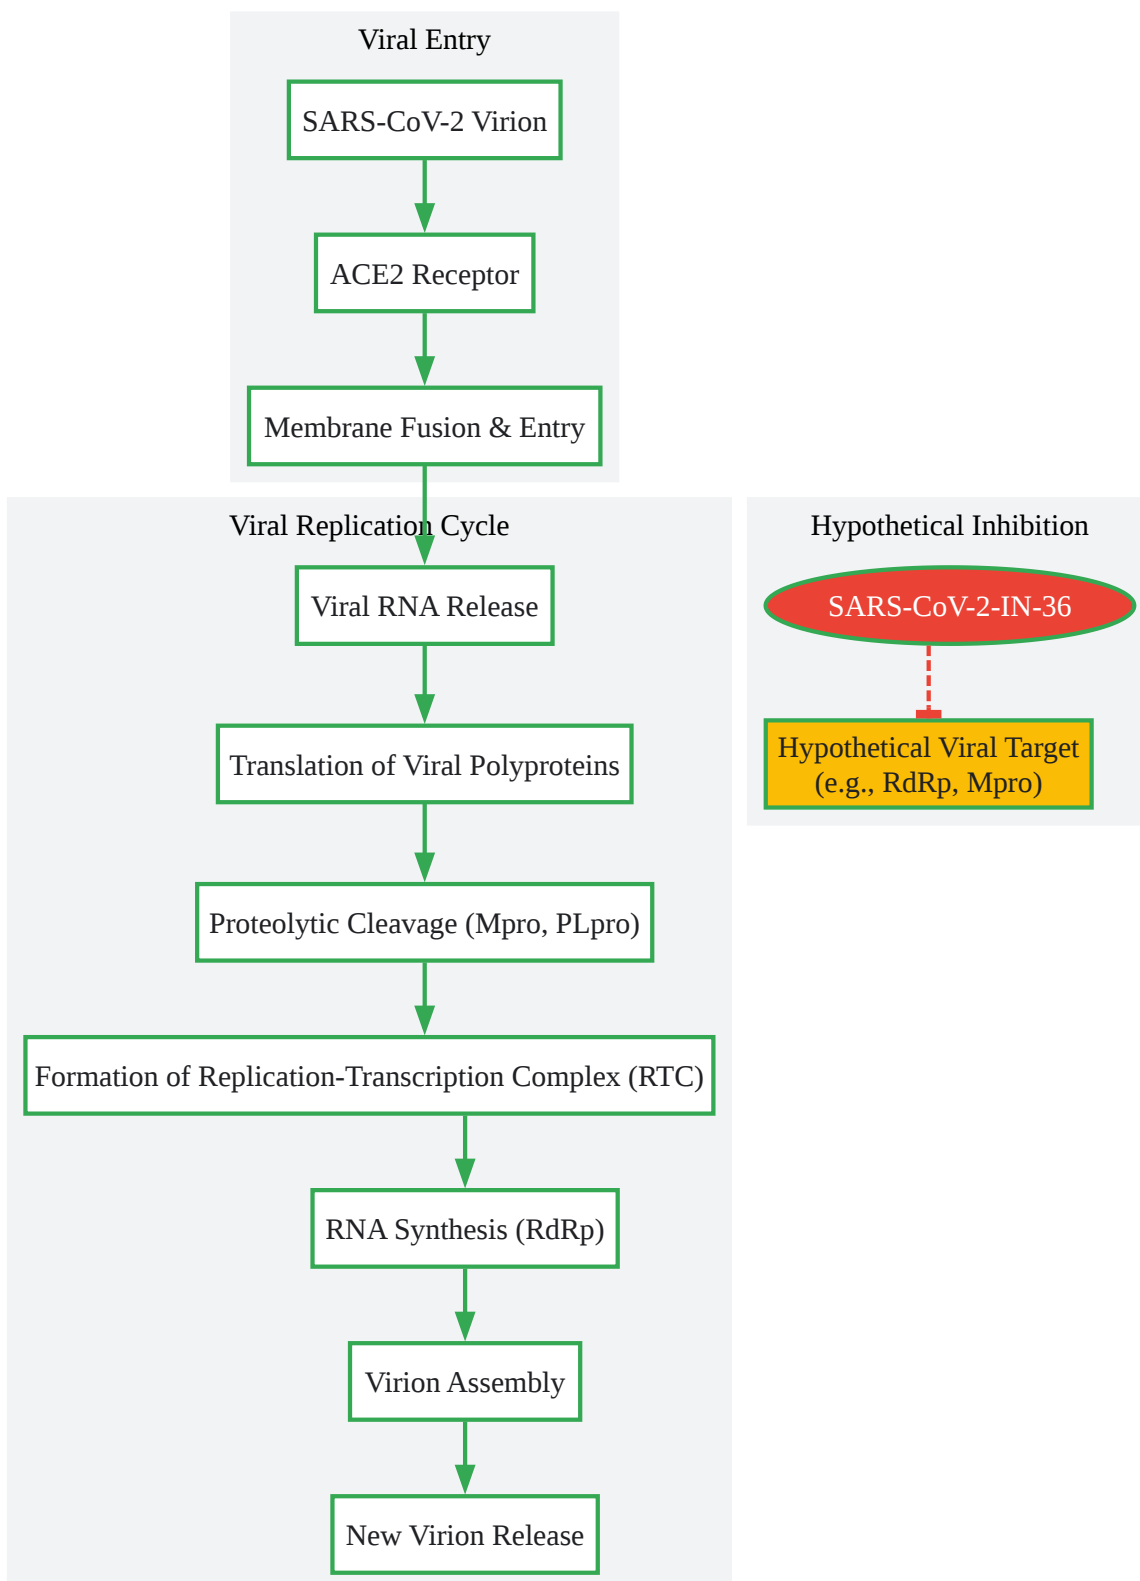 Viral Entry
SARS-CoV-2 Virion
ACE2 Receptor
Membrane Fusion & Entry
Viral Replication Cycle
Viral RNA Release
Translation of Viral Polyproteins
Proteolytic Cleavage (Mpro, PLpro)
Formation of Replication-Transcription Complex (RTC)
RNA Synthesis (RdRp)
Virion Assembly
New Virion Release
Hypothetical Inhibition
SARS-CoV-2-IN-36
Hypothetical Viral Target
(e.g., RdRp, Mpro)